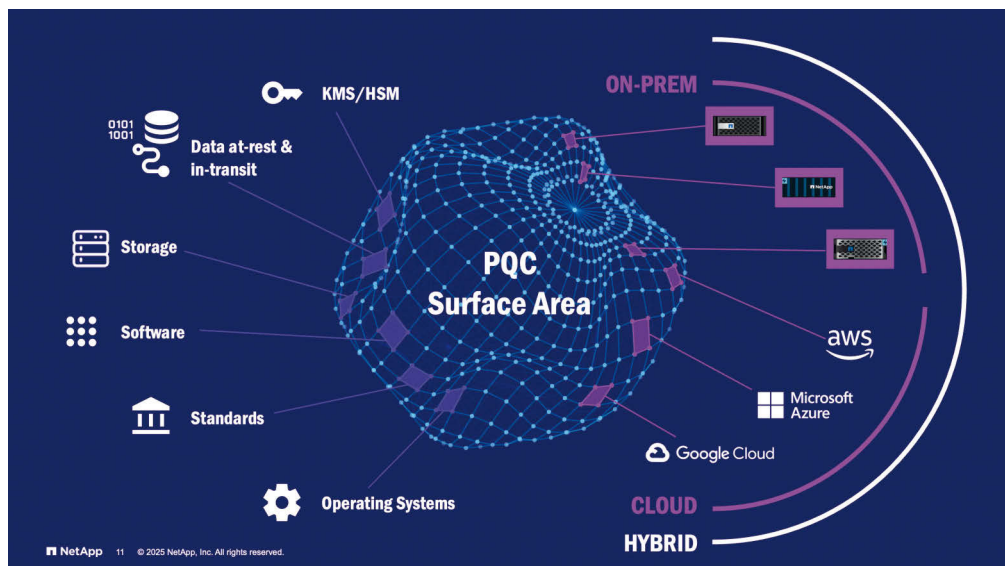 KMS/HSM
0101
1001
Data at-rest &
in-transit
Storage
Software
Standards
Operating Systems
PQC
Surface Area
ON-PREM
NetApp
aws
Microsoft
Azure
Google Cloud
CLOUD
HYBRID
NetApp 11 © 2025 NetApp, Inc. All rights reserved.